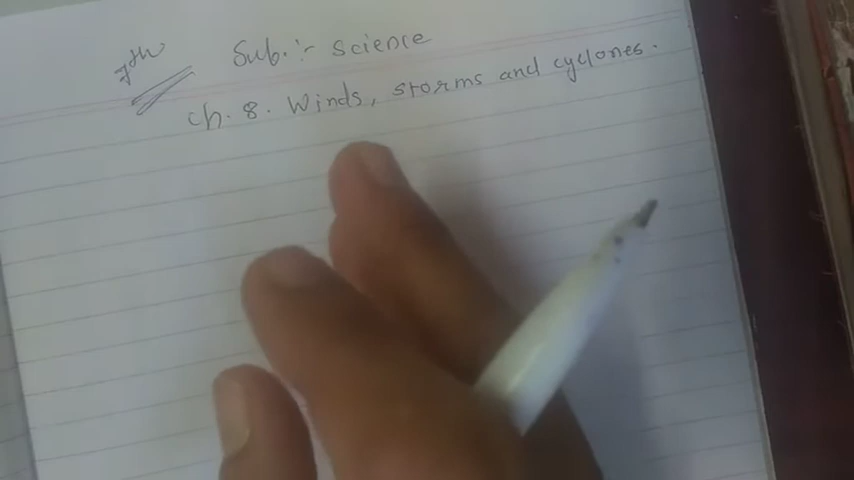 7th
Sub.:- science
Ch. 8. Winds, storms and cyclones.